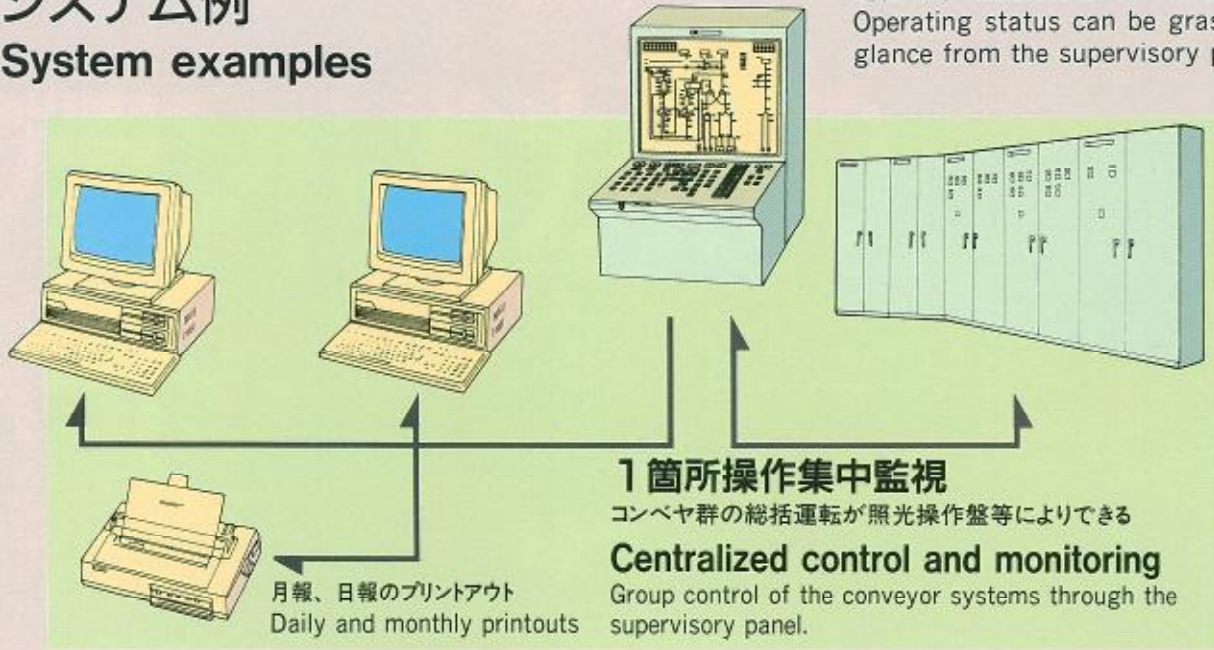 システム例
System examples
Operating status can be
glance from the supervisory
1箇所操作集中監視
コンベヤ群の総括運転が照光操作盤等によりできる
Centralized control and monitoring
Group control of the conveyor systems through the
supervisory panel.
月報、日報のプリントアウト
Daily and monthly printouts